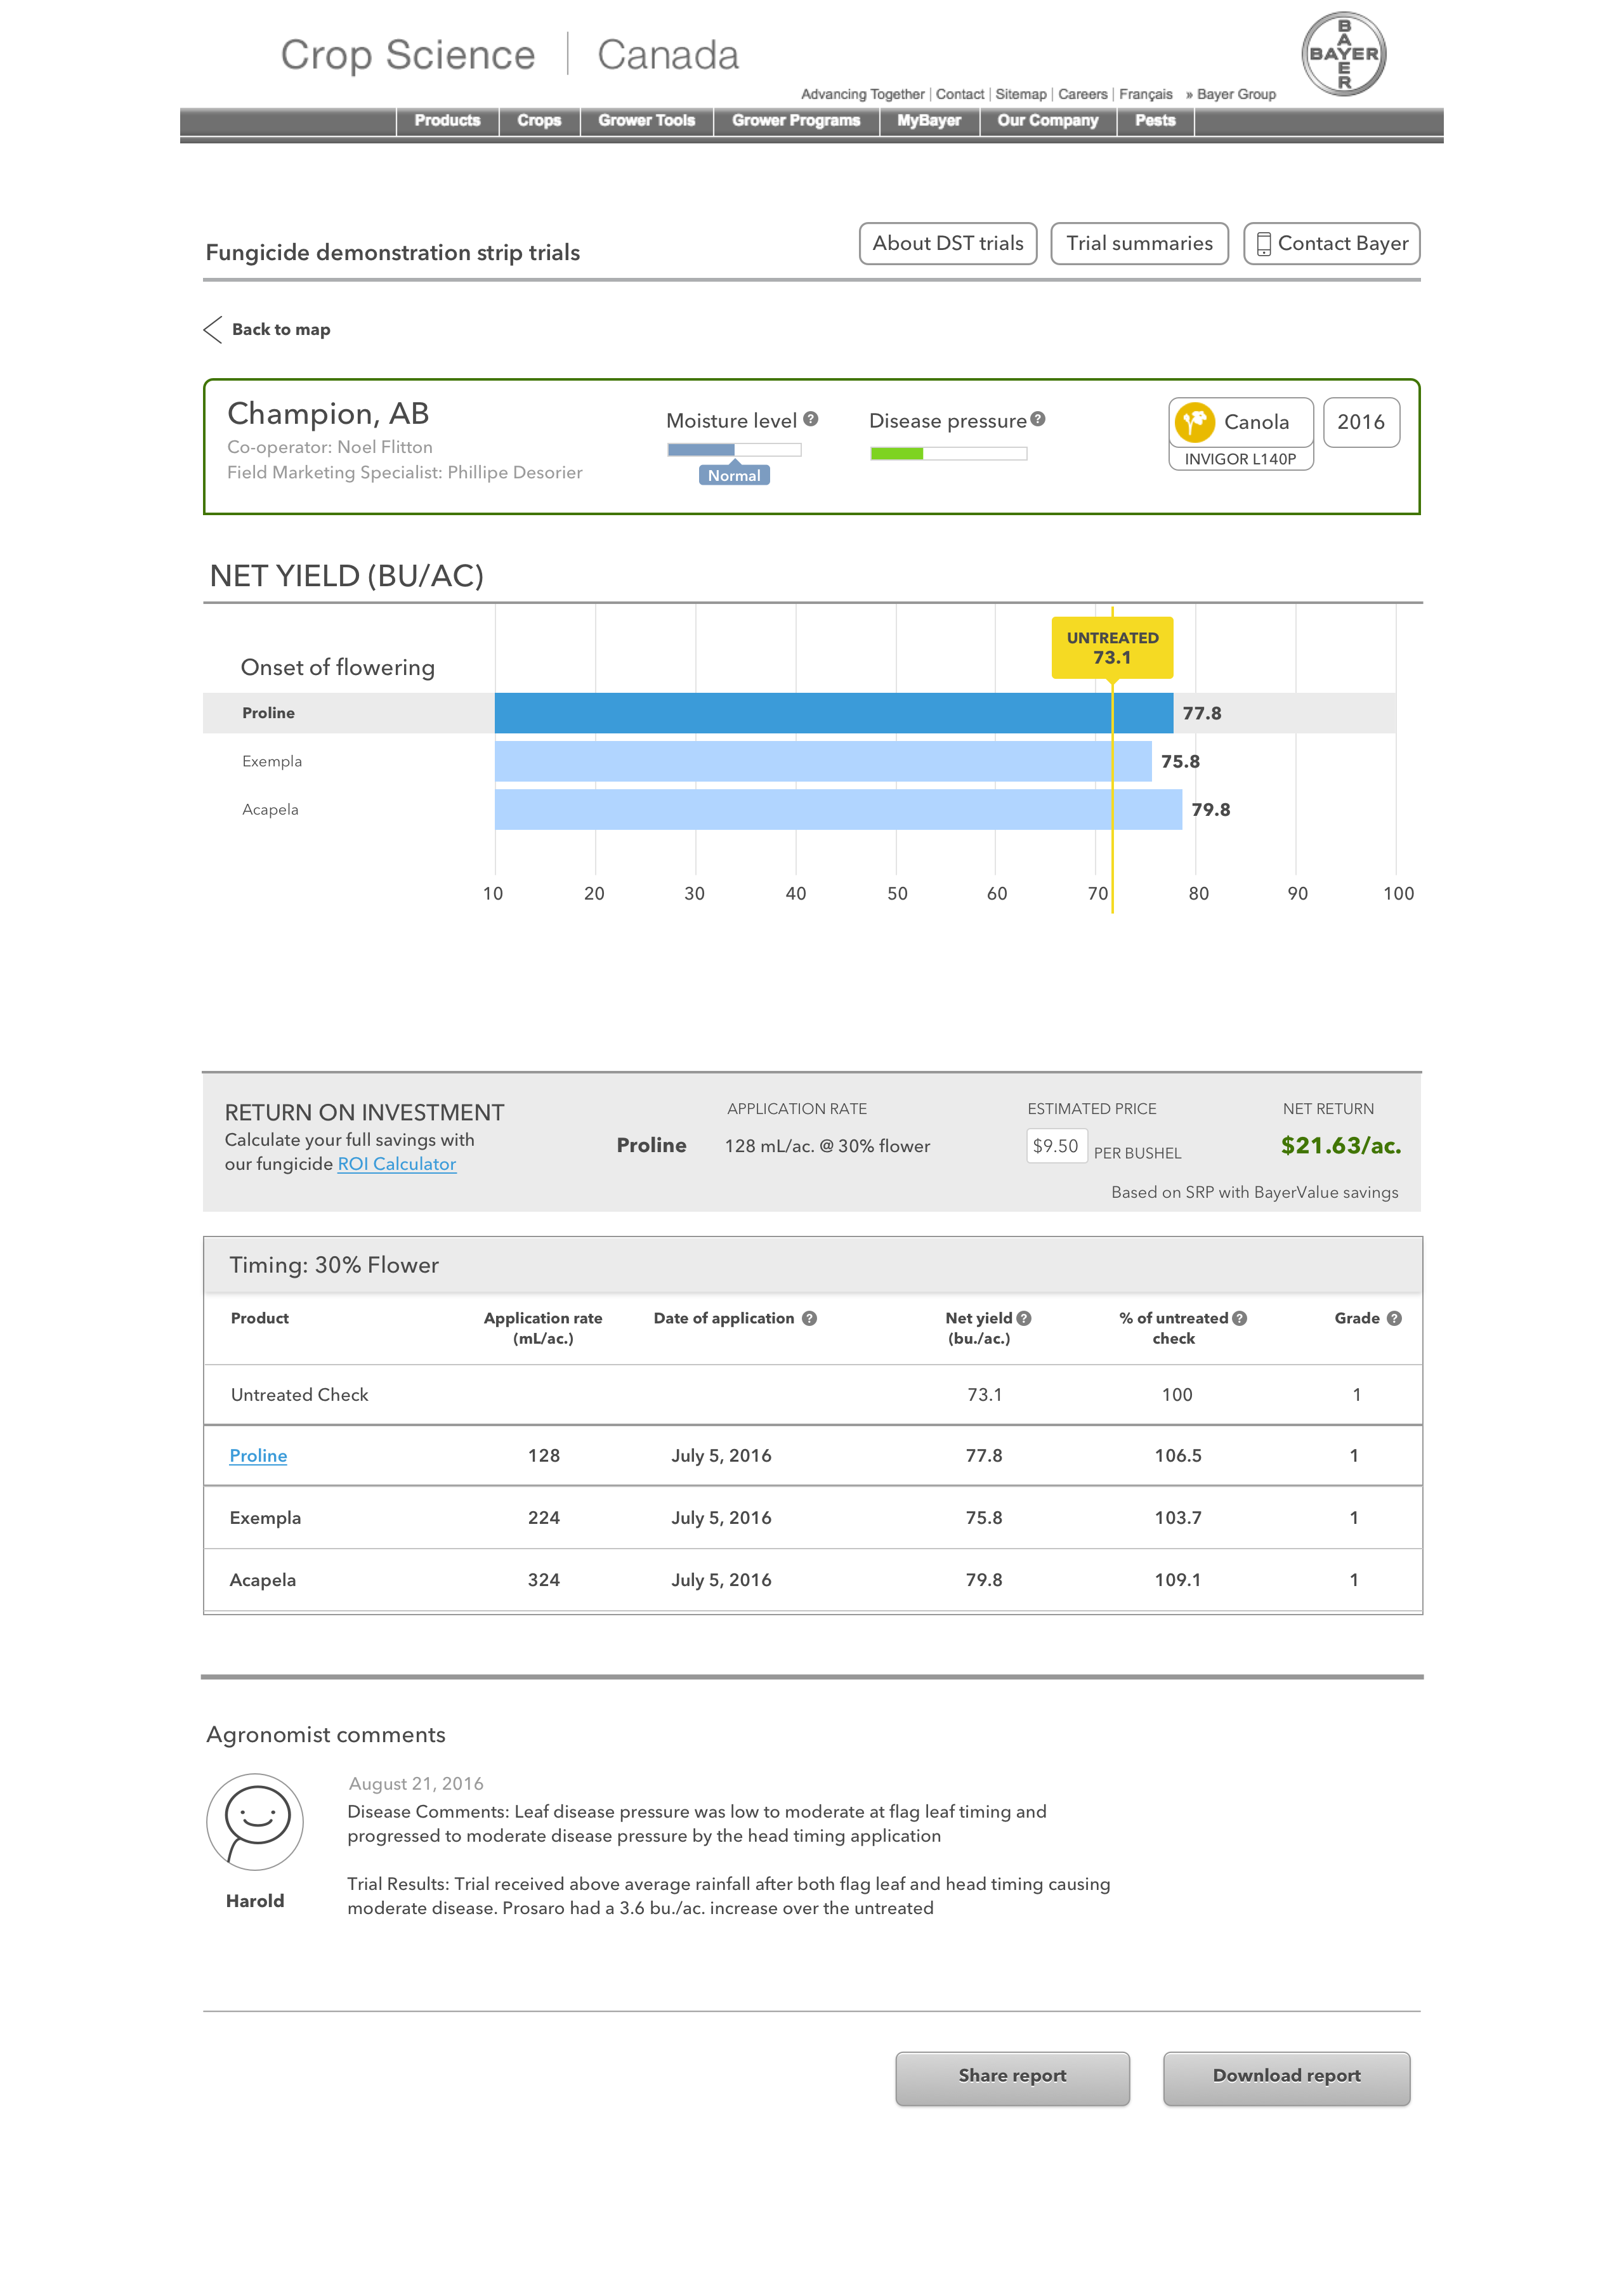 Crop Science | Canada
BAYER
BAYER
Advancing Together | Contact | Sitemap | Careers | Français » Bayer Group
Products Crops Grower Tools Grower Programs MyBayer Our Company Pests
Fungicide demonstration strip trials
About DST trials Trial summaries Contact Bayer
Back to map
Champion, AB
Co-operator: Noel Flitton
Field Marketing Specialist: Phillipe Desorier
Moisture level ?
Normal
Disease pressure ?
Canola
INVIGOR L140P
2016
NET YIELD (BU/AC)
UNTREATED
73.1
Onset of flowering
Proline 77.8
Exempla 75.8
Acapela 79.8
10 20 30 40 50 60 70 80 90 100
RETURN ON INVESTMENT
Calculate your full savings with
our fungicide ROI Calculator
APPLICATION RATE ESTIMATED PRICE NET RETURN
Proline 128 mL/ac. @ 30% flower $9.50 PER BUSHEL $21.63/ac.
Based on SRP with BayerValue savings
Timing: 30% Flower
Product Application rate Date of application ? Net yield ? % of untreated ? Grade ?
(mL/ac.) (bu./ac.) check
Untreated Check 73.1 100 1
Proline 128 July 5, 2016 77.8 106.5 1
Exempla 224 July 5, 2016 75.8 103.7 1
Acapela 324 July 5, 2016 79.8 109.1 1
Agronomist comments
August 21, 2016
Disease Comments: Leaf disease pressure was low to moderate at flag leaf timing and
progressed to moderate disease pressure by the head timing application
Trial Results: Trial received above average rainfall after both flag leaf and head timing causing
moderate disease. Prosaro had a 3.6 bu./ac. increase over the untreated
Harold
Share report Download report